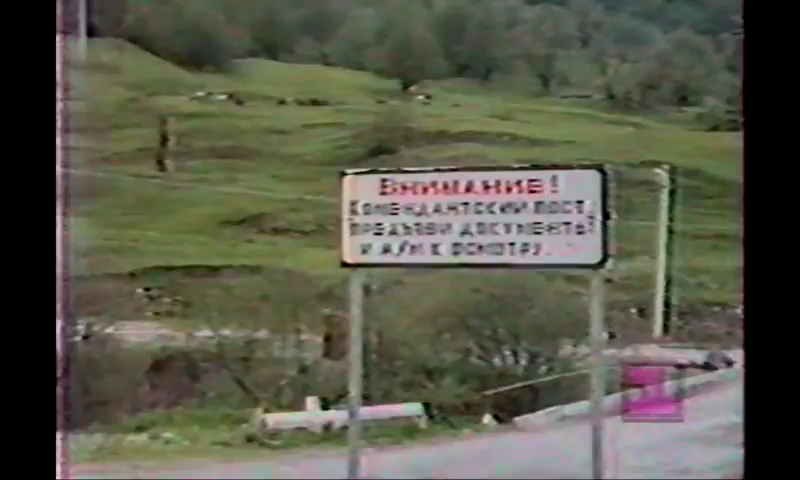 ВНИМАНИЕ!
КОМЕНДАНТСКИЙ ПОСТ
ПРЕДЪЯВИ ДОКУМЕНТЫ
И А/М К ОСМОТРУ.